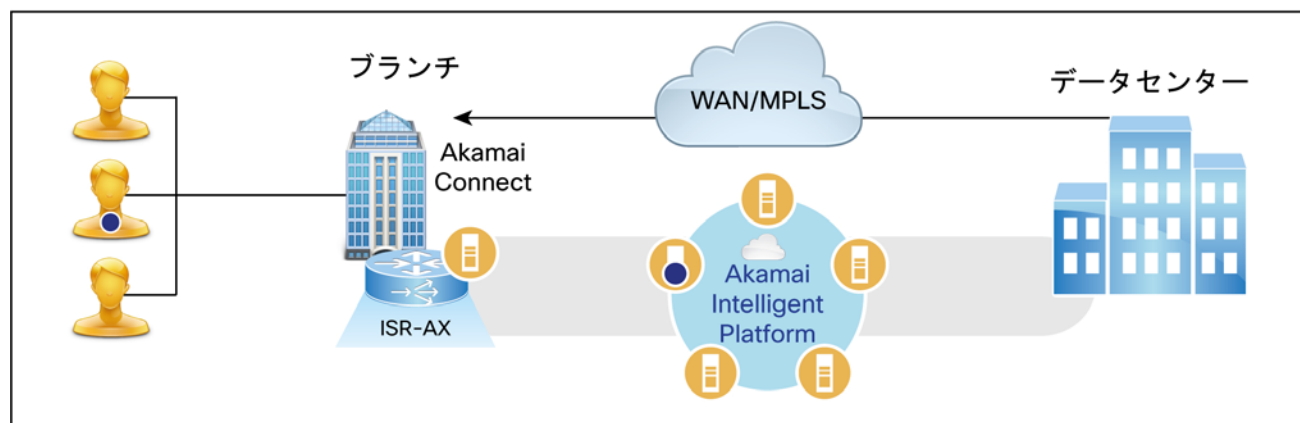 ブランチ
WAN/MPLS
データセンター
Akamai
Connect
Akamai
Intelligent
Platform
ISR-AX